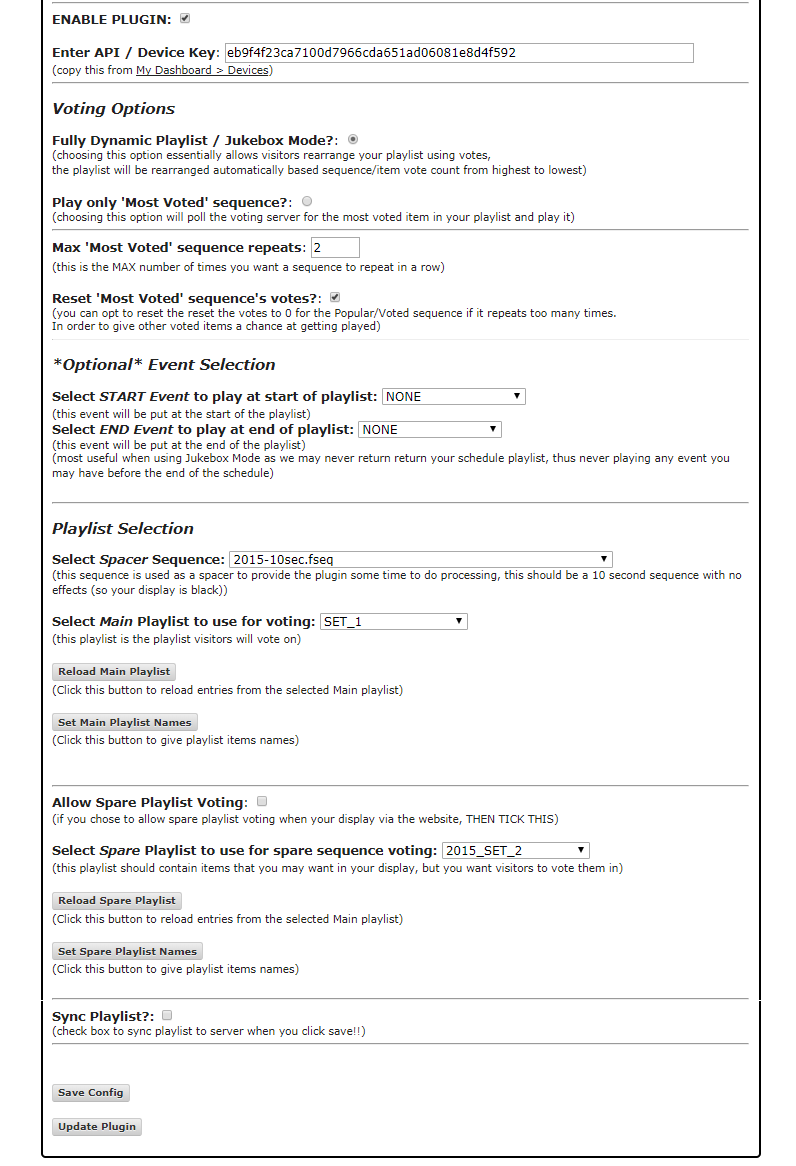 ENABLE PLUGIN:
Enter API / Device Key: eb9f4f23ca7100d7966cda651ad06081e8d4f592
(copy this from My Dashboard > Devices)
Voting Options
Fully Dynamic Playlist / Jukebox Mode?:
(choosing this option essentially allows visitors rearrange your playlist using votes,
the playlist will be rearranged automatically based sequence/item vote count from highest to lowest)
Play only 'Most Voted' sequence?:
(choosing this option will poll the voting server for the most voted item in your playlist and play it)
Max 'Most Voted' sequence repeats: 2
(this is the MAX number of times you want a sequence to repeat in a row)
Reset 'Most Voted' sequence's votes?:
(you can opt to reset the reset the votes to 0 for the Popular/Voted sequence if it repeats too many times.
In order to give other voted items a chance at getting played)
*Optional* Event Selection
Select START Event to play at start of playlist: NONE
(this event will be put at the start of the playlist)
Select END Event to play at end of playlist: NONE
(this event will be put at the end of the playlist)
(most useful when using Jukebox Mode as we may never return return your schedule playlist, thus never playing any event you
may have before the end of the schedule)
Playlist Selection
Select Spacer Sequence: 2015-10sec.fseq
(this sequence is used as a spacer to provide the plugin some time to do processing, this should be a 10 second sequence with no
effects (so your display is black))
Select Main Playlist to use for voting: SET_1
(this playlist is the playlist visitors will vote on)
Reload Main Playlist
(Click this button to reload entries from the selected Main playlist)
Set Main Playlist Names
(Click this button to give playlist items names)
Allow Spare Playlist Voting:
(if you chose to allow spare playlist voting when your display via the website, THEN TICK THIS)
Select Spare Playlist to use for spare sequence voting: 2015_SET_2
(this playlist should contain items that you may want in your display, but you want visitors to vote them in)
Reload Spare Playlist
(Click this button to reload entries from the selected Main playlist)
Set Spare Playlist Names
(Click this button to give playlist items names)
Sync Playlist?:
(check box to sync playlist to server when you click save!!)
Save Config
Update Plugin